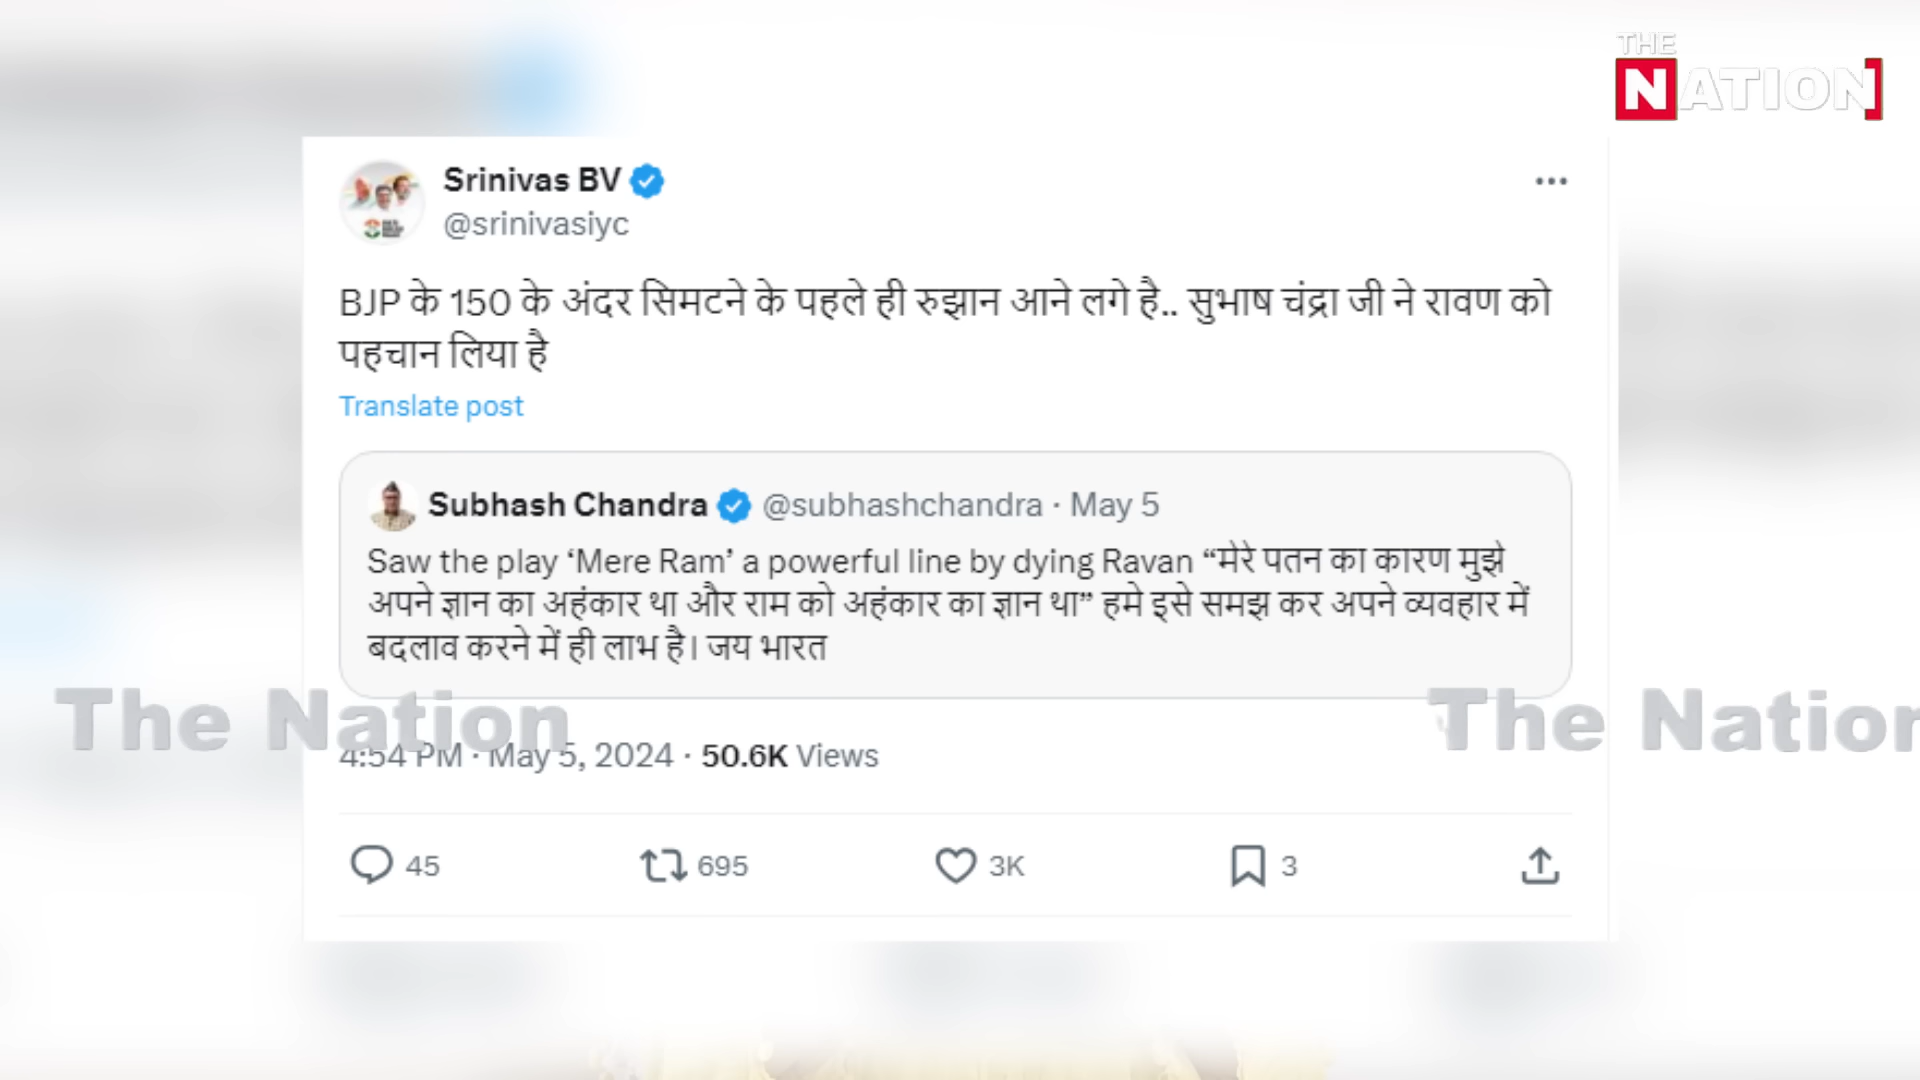 THE
NATION
Srinivas BV
@srinivasiyc
BJP के 150 के अंदर सिमटने के पहले ही रुझान आने लगे है.. सुभाष चंद्रा जी ने रावण को
पहचान लिया है
Translate post
Subhash Chandra @subhashchandra · May 5
Saw the play ‘Mere Ram’ a powerful line by dying Ravan “मेरे पतन का कारण मुझे
अपने ज्ञान का अहंकार था और राम को अहंकार का ज्ञान था” हमे इसे समझ कर अपने व्यवहार में
बदलाव करने में ही लाभ है। जय भारत
The Nation
The Nation
4:54 PM · May 5, 2024 · 50.6K Views
45 695 3K 3